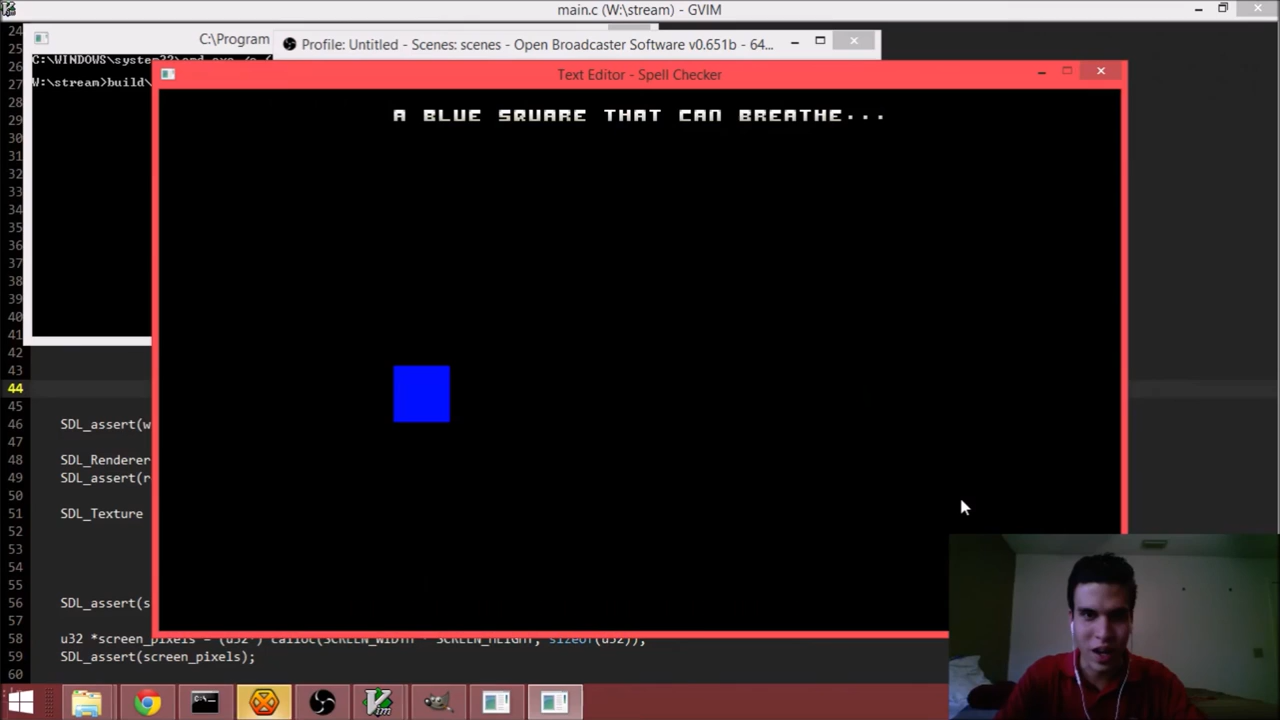 main.c (W:\stream) - GVIM
C:\Program
Profile: Untitled - Scenes: scenes - Open Broadcaster Software v0.651b - 64...
C:\WINDOWS\system32\cmd.exe /c (
W:\stream>build\
Text Editor - Spell Checker
A BLUE SQUARE THAT CAN BREATHE...
24
25
26
27
28
29
30
31
32
33
34
35
36
37
38
39
40
41
42
43
44
45
46 SDL_assert(w
47
48 SDL_Renderer
49 SDL_assert(r
50
51 SDL_Texture
52
53
54
55
56 SDL_assert(s
57
58 u32 *screen_pixels = (u32*) calloc(SCREEN_WIDTH * SCREEN_HEIGHT, sizeof(u32));
59 SDL_assert(screen_pixels);
60